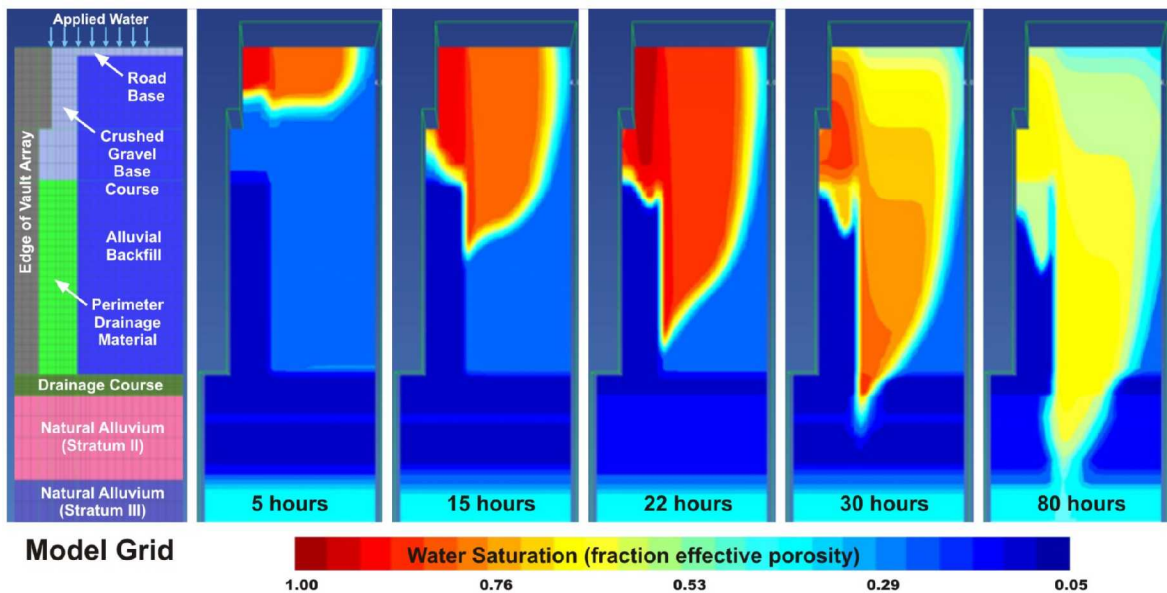 Applied Water
Road
Base
Crushed
Gravel
Base
Course
Edge of Vault Array
Alluvial
Backfill
Perimeter
Drainage
Material
Drainage Course
Natural Alluvium
(Stratum II)
Natural Alluvium
(Stratum III)
5 hours
15 hours
22 hours
30 hours
80 hours
Model Grid
Water Saturation (fraction effective porosity)
1.00 0.76 0.53 0.29 0.05